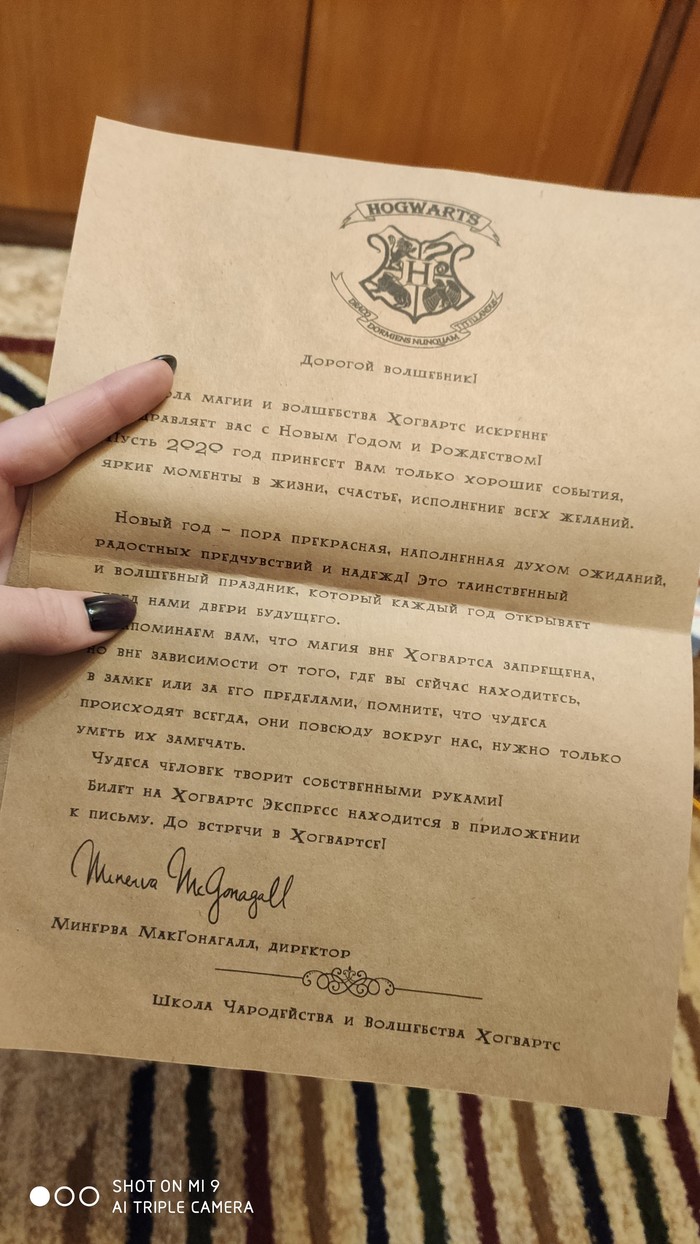 HOGWARTS
H
DRACO DORMIENS NUNQUAM TITILLANDUS
Дорогой волшебник!
ола магии и волшебства Хогвартс искренне
дравляет вас с Новым Годом и Рождеством!
Пусть 2020 год принесет Вам только хорошие события,
яркие моменты в жизни, счастье, исполнение всех желаний.
Новый год – пора прекрасная, наполненная духом ожиданий,
радостных предчувствий и надежд! Это таинственный
и волшебный праздник, который каждый год открывает
нами двери будущего.
апоминаем вам, что магия вне Хогвартса запрещена,
но вне зависимости от того, где вы сейчас находитесь,
в замке или за его пределами, помните, что чудеса
происходят всегда, они повсюду вокруг нас, нужно только
уметь их замечать.
Чудеса человек творит собственными руками!
Билет на Хогвартс Экспресс находится в приложении
к письму. До встречи в Хогвартсе!
Minerva McGonagall
Минерва МакГонагалл, директор
Школа Чародейства и Волшебства Хогвартс
SHOT ON MI 9
AI TRIPLE CAMERA